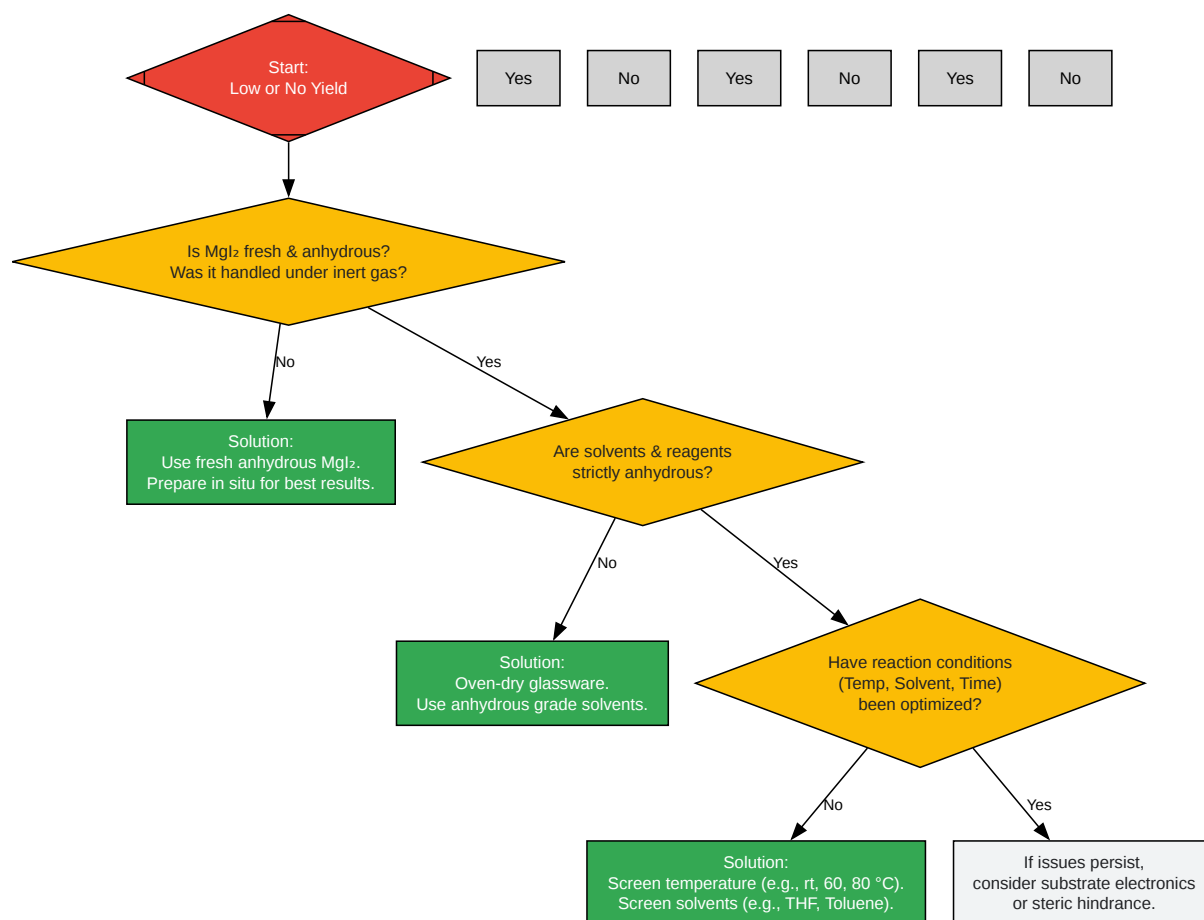 Start:
Low or No Yield
Yes
No
Yes
No
Yes
No
Is MgI₂ fresh & anhydrous?
Was it handled under inert gas?
No
Yes
Solution:
Use fresh anhydrous MgI₂.
Prepare in situ for best results.
Are solvents & reagents
strictly anhydrous?
No
Yes
Solution:
Oven-dry glassware.
Use anhydrous grade solvents.
Have reaction conditions
(Temp, Solvent, Time)
been optimized?
No
Yes
Solution:
Screen temperature (e.g., rt, 60, 80 °C).
Screen solvents (e.g., THF, Toluene).
If issues persist,
consider substrate electronics
or steric hindrance.